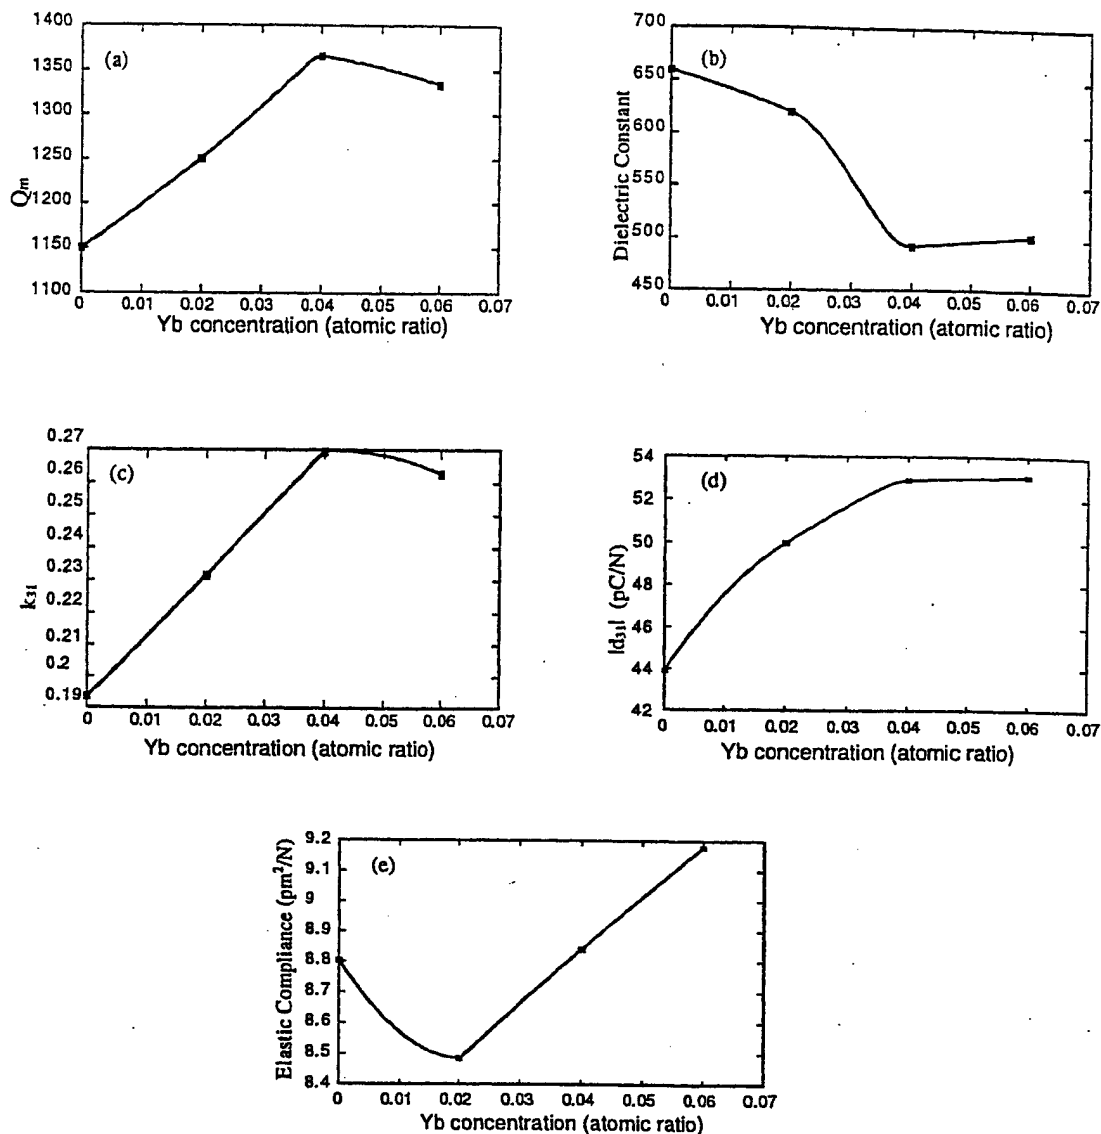 (a)
1400
1350
1300
1250
1200
1150
1100
Qm
0 0.01 0.02 0.03 0.04 0.05 0.06 0.07
Yb concentration (atomic ratio)
(b)
700
650
600
550
500
450
Dielectric Constant
0 0.01 0.02 0.03 0.04 0.05 0.06 0.07
Yb concentration (atomic ratio)
(c)
0.27
0.26
0.25
0.24
0.23
0.22
0.21
0.2
0.19
k31
0 0.01 0.02 0.03 0.04 0.05 0.06 0.07
Yb concentration (atomic ratio)
(d)
54
52
50
48
46
44
42
|d31| (pC/N)
0 0.01 0.02 0.03 0.04 0.05 0.06 0.07
Yb concentration (atomic ratio)
(e)
9.2
9.1
9
8.9
8.8
8.7
8.6
8.5
8.4
Elastic Compliance (pm²/N)
0 0.01 0.02 0.03 0.04 0.05 0.06 0.07
Yb concentration (atomic ratio)